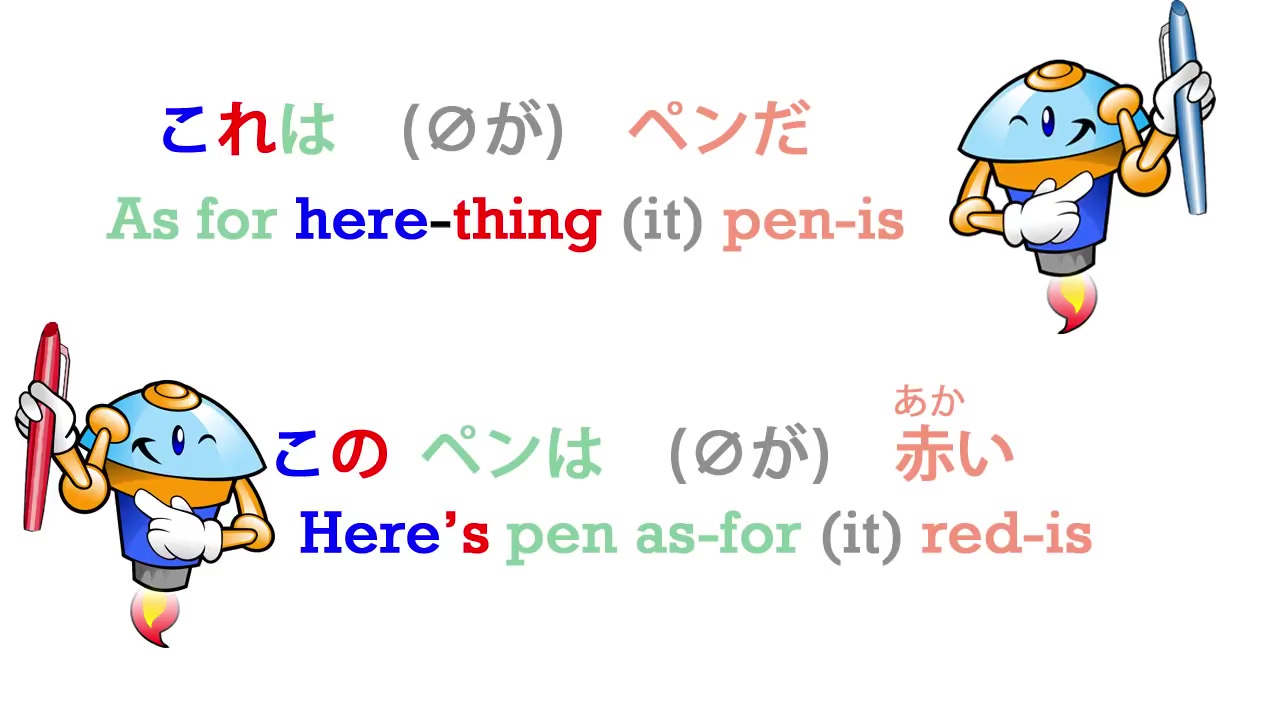 これは (∅が) ペンだ
As for here-thing (it) pen-is
あか
この ペンは (∅が) 赤い
Here's pen as-for (it) red-is